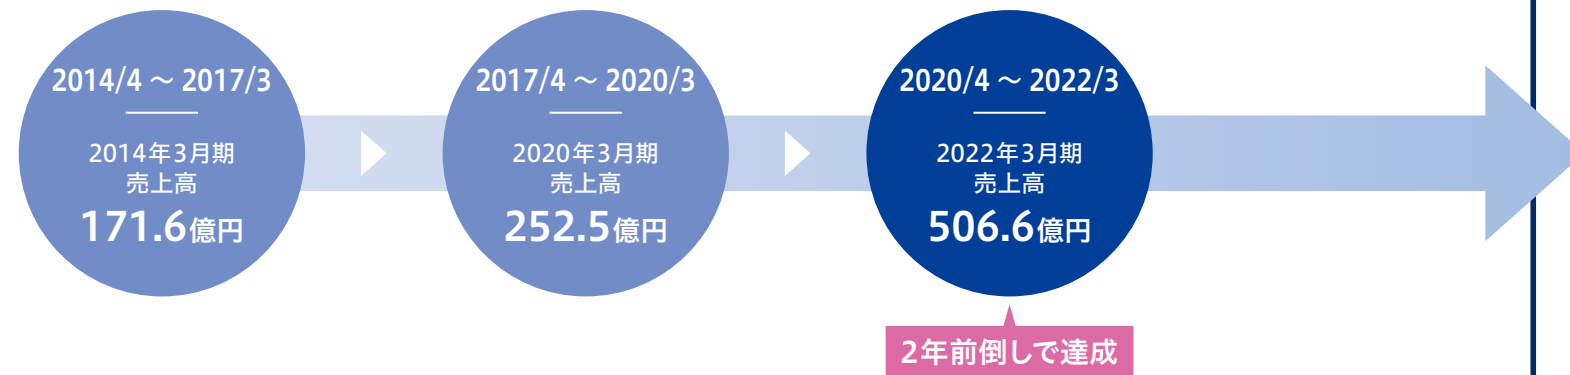 2014/4 ～ 2017/3
2014年3月期
売上高
171.6億円
2017/4 ～ 2020/3
2020年3月期
売上高
252.5億円
2020/4 ～ 2022/3
2022年3月期
売上高
506.6億円
2年前倒しで達成